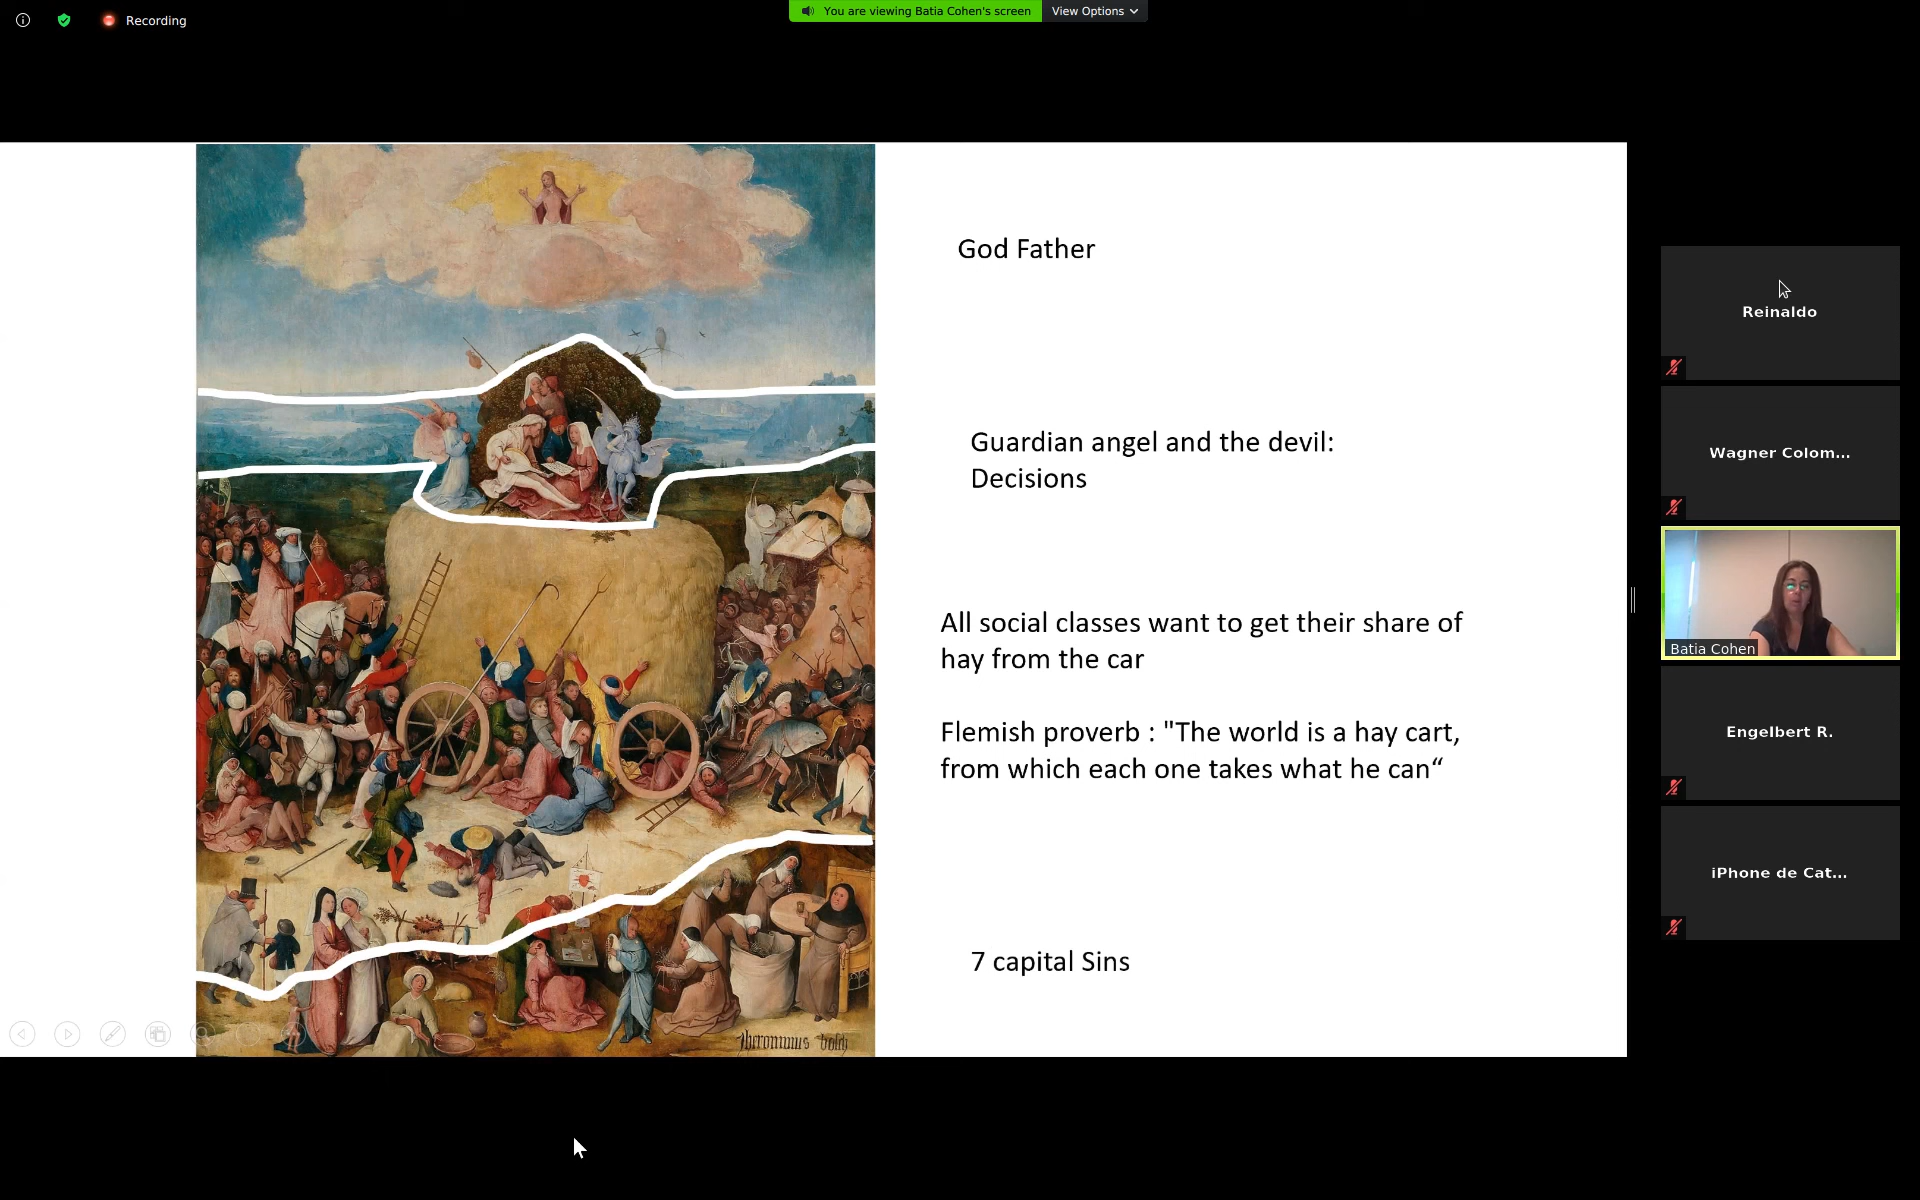 Recording
You are viewing Batia Cohen's screen
View Options
God Father
Guardian angel and the devil:
Decisions
All social classes want to get their share of
hay from the car
Flemish proverb : "The world is a hay cart,
from which each one takes what he can“
7 capital Sins
Jheronimus bosch
Reinaldo
Wagner Colom...
Batia Cohen
Engelbert R.
iPhone de Cat...